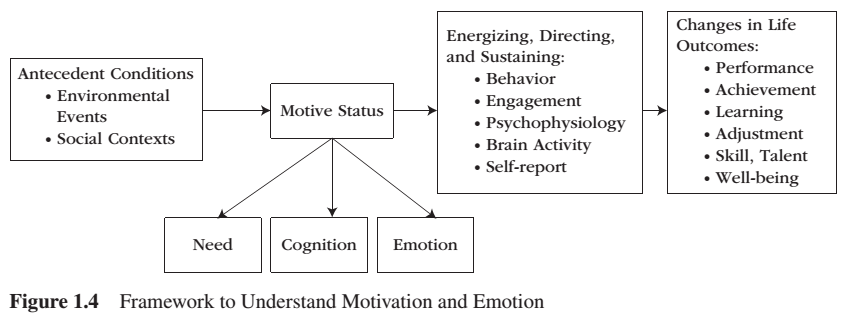 Antecedent Conditions
• Environmental
Events
• Social Contexts
Motive Status
Energizing, Directing,
and Sustaining:
• Behavior
• Engagement
• Psychophysiology
• Brain Activity
• Self-report
Changes in Life
Outcomes:
• Performance
• Achievement
• Learning
• Adjustment
• Skill, Talent
• Well-being
Need
Cognition
Emotion
Figure 1.4 Framework to Understand Motivation and Emotion